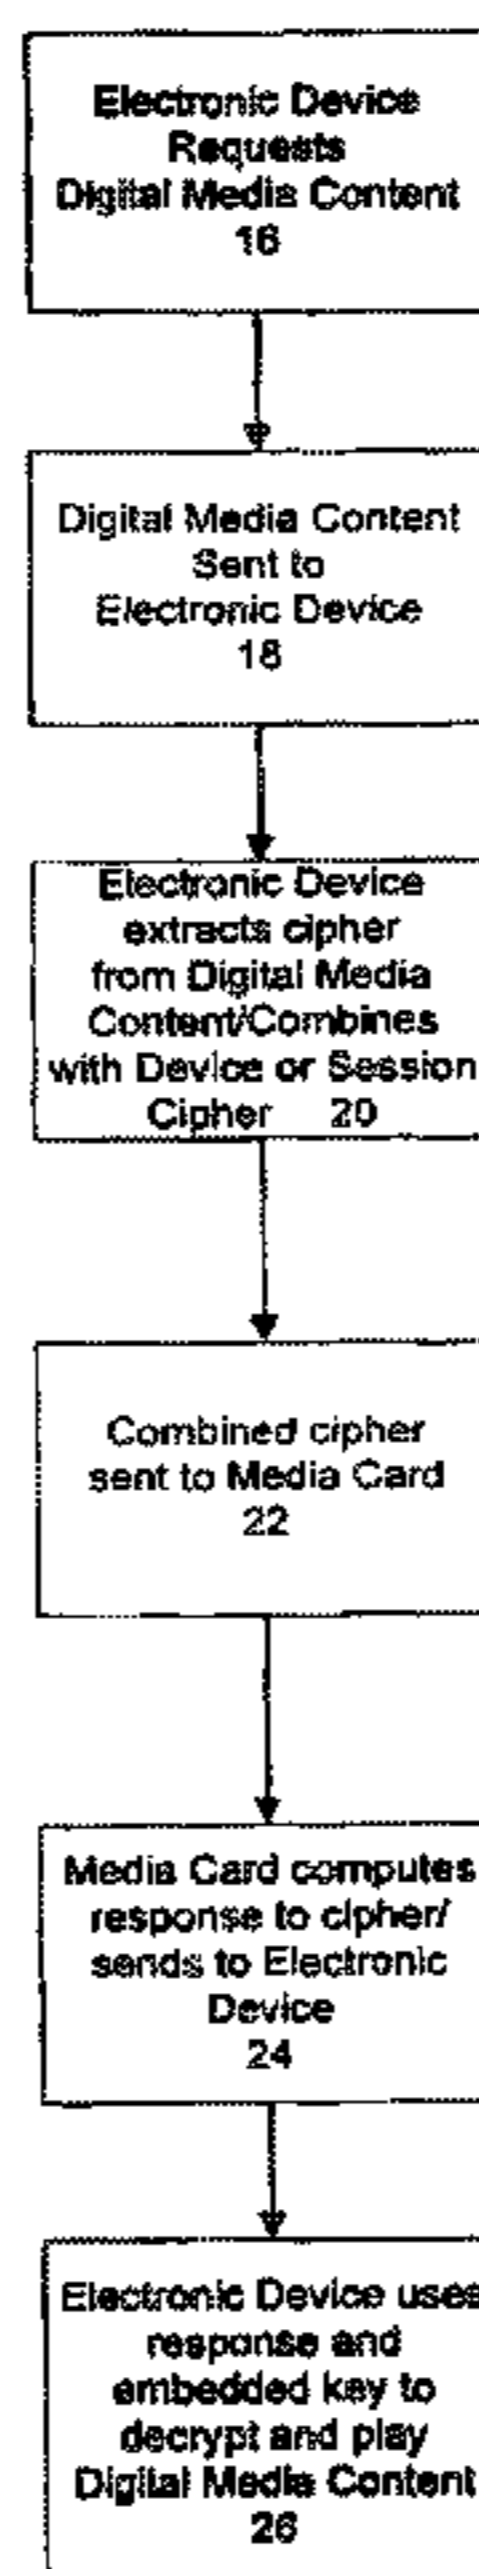 Electronic Device
Requests
Digital Media Content
16
Digital Media Content
Sent to
Electronic Device
18
Electronic Device
extracts cipher
from Digital Media
Content/Combines
with Device or Session
Cipher 20
Combined cipher
sent to Media Card
22
Media Card computes
response to cipher/
sends to Electronic
Device
24
Electronic Device uses
response and
embedded key to
decrypt and play
Digital Media Content
26